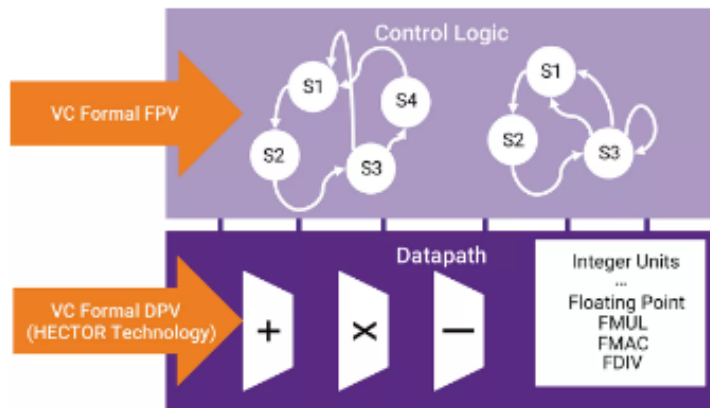 Control Logic
VC Formal FPV
S1
S4
S2
S3
S1
S2
S3
Datapath
VC Formal DPV
(HECTOR Technology)
+
x
|
Integer Units
...
Floating Point
FMUL
FMAC
FDIV